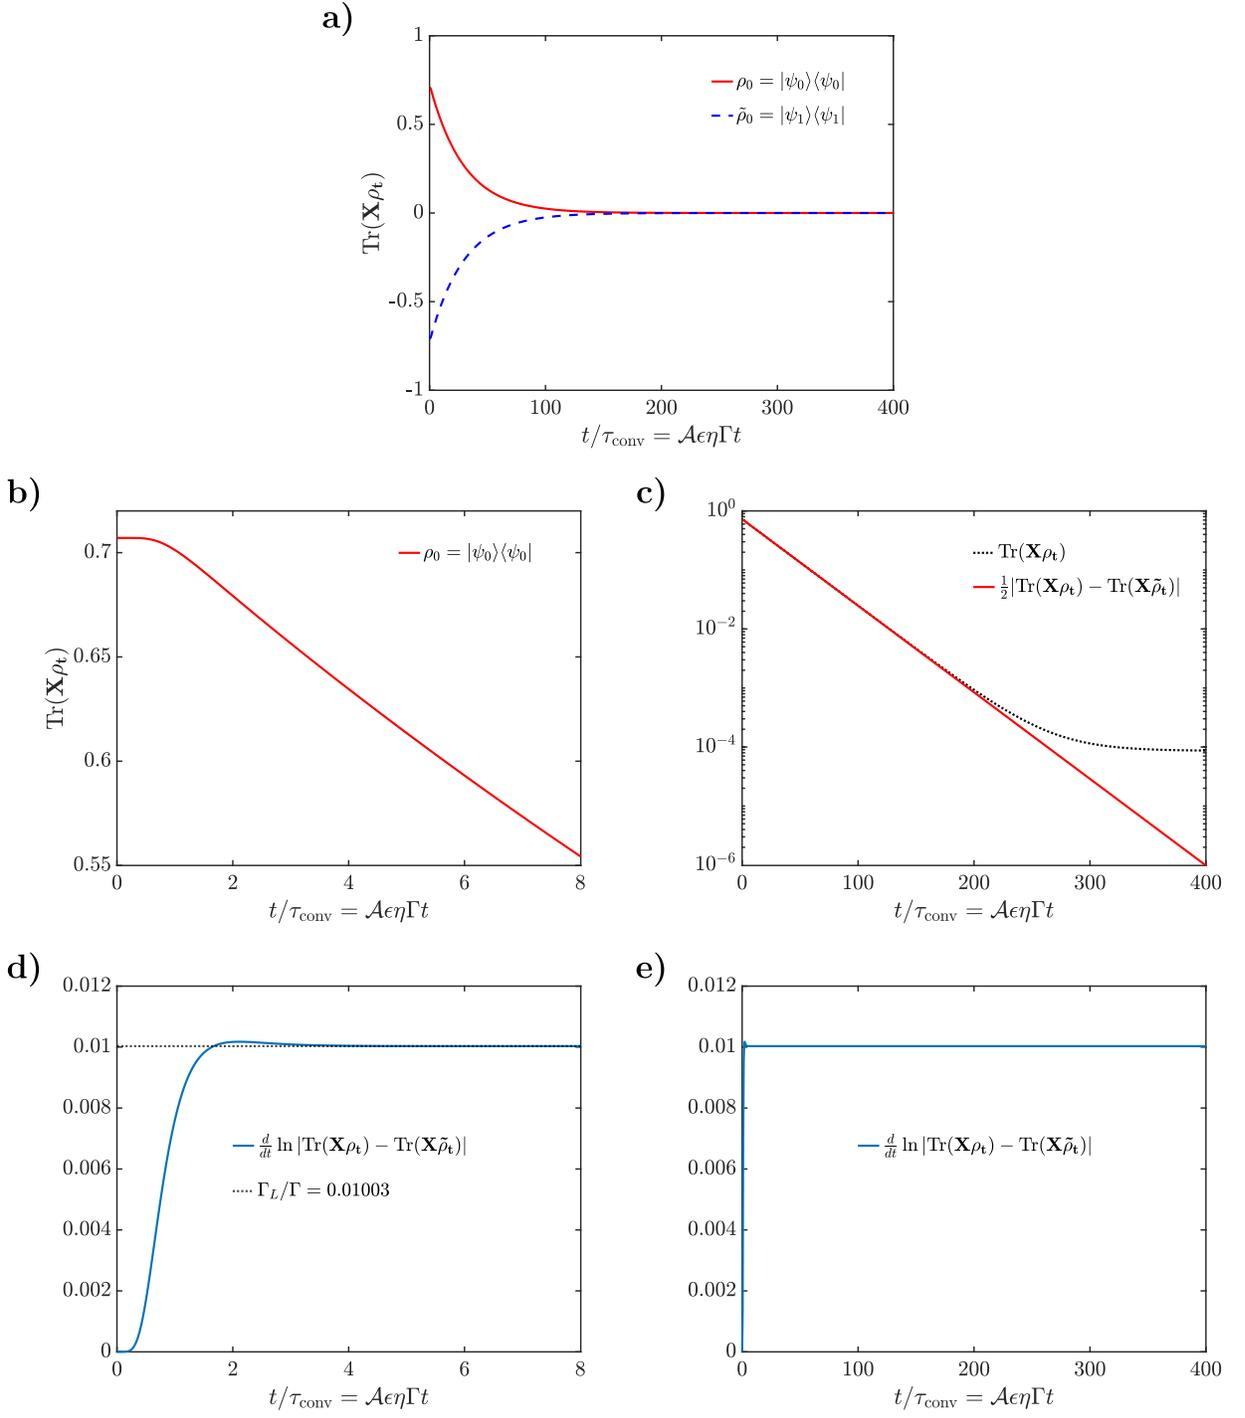 a)
1
0.5
0
-0.5
-1
Tr(Xρt)
ρ0 = |ψ0⟩⟨ψ0|
ρ̃0 = |ψ1⟩⟨ψ1|
0 100 200 300 400
t/τconv = 𝒜ϵηΓt
b)
0.7
0.65
0.6
0.55
Tr(Xρt)
ρ0 = |ψ0⟩⟨ψ0|
0 2 4 6 8
t/τconv = 𝒜ϵηΓt
c)
10^0
10^-2
10^-4
10^-6
Tr(Xρt)
1/2|Tr(Xρt) − Tr(Xρ̃t)|
0 100 200 300 400
t/τconv = 𝒜ϵηΓt
d)
0.012
0.01
0.008
0.006
0.004
0.002
0
d/dt ln |Tr(Xρt) − Tr(Xρ̃t)|
ΓL/Γ = 0.01003
0 2 4 6 8
t/τconv = 𝒜ϵηΓt
e)
0.012
0.01
0.008
0.006
0.004
0.002
0
d/dt ln |Tr(Xρt) − Tr(Xρ̃t)|
0 100 200 300 400
t/τconv = 𝒜ϵηΓt